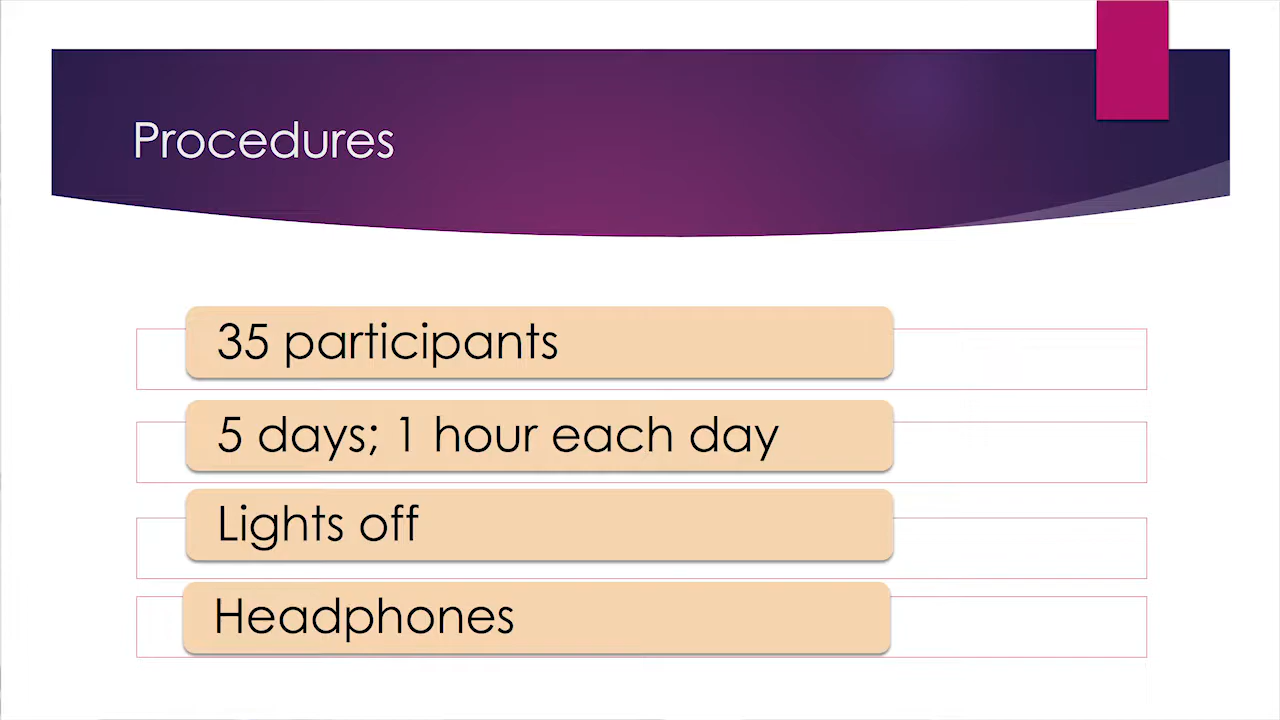 Procedures
35 participants
5 days; 1 hour each day
Lights off
Headphones